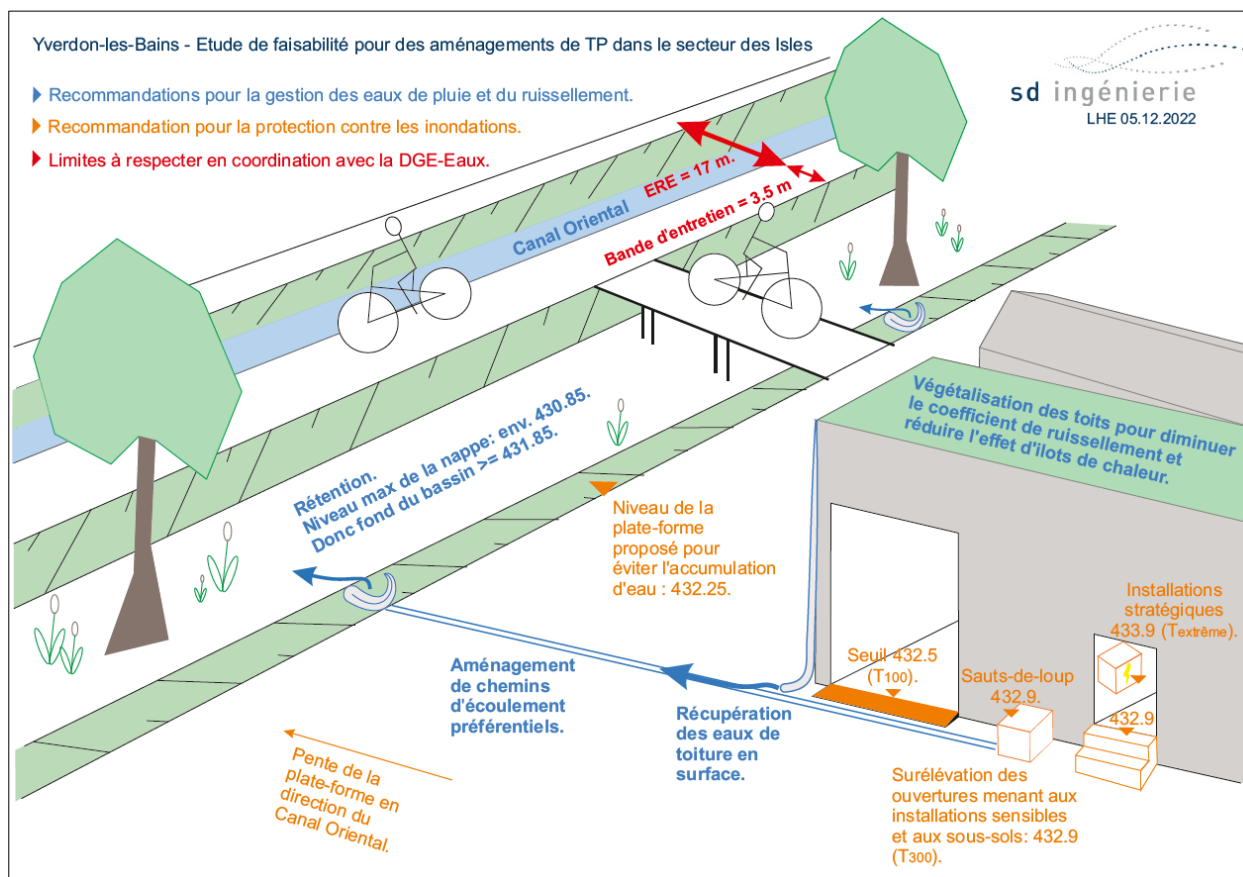 Yverdon-les-Bains - Etude de faisabilité pour des aménagements de TP dans le secteur des Isles
Recommandations pour la gestion des eaux de pluie et du ruissellement.
Recommandation pour la protection contre les inondations.
Limites à respecter en coordination avec la DGE-Eaux.
sd ingénierie
LHE 05.12.2022
ERE = 17 m.
Canal Oriental
Bande d'entretien = 3.5 m
Rétention.
Niveau max de la nappe: env. 430.85.
Donc fond du bassin >= 431.85.
Végétalisation des toits pour diminuer
le coefficient de ruissellement et
réduire l'effet d'ilots de chaleur.
Niveau de la
plate-forme
proposé pour
éviter l'accumulation
d'eau : 432.25.
Installations
stratégiques
433.9 (Textrême).
Seuil 432.5
(T100).
Sauts-de-loup
432.9.
432.9
Aménagement
de chemins
d'écoulement
préférentiels.
Récupération
des eaux de
toiture en
surface.
Pente de la
plate-forme en
direction du
Canal Oriental.
Surélévation des
ouvertures menant aux
installations sensibles
et aux sous-sols: 432.9
(T300).